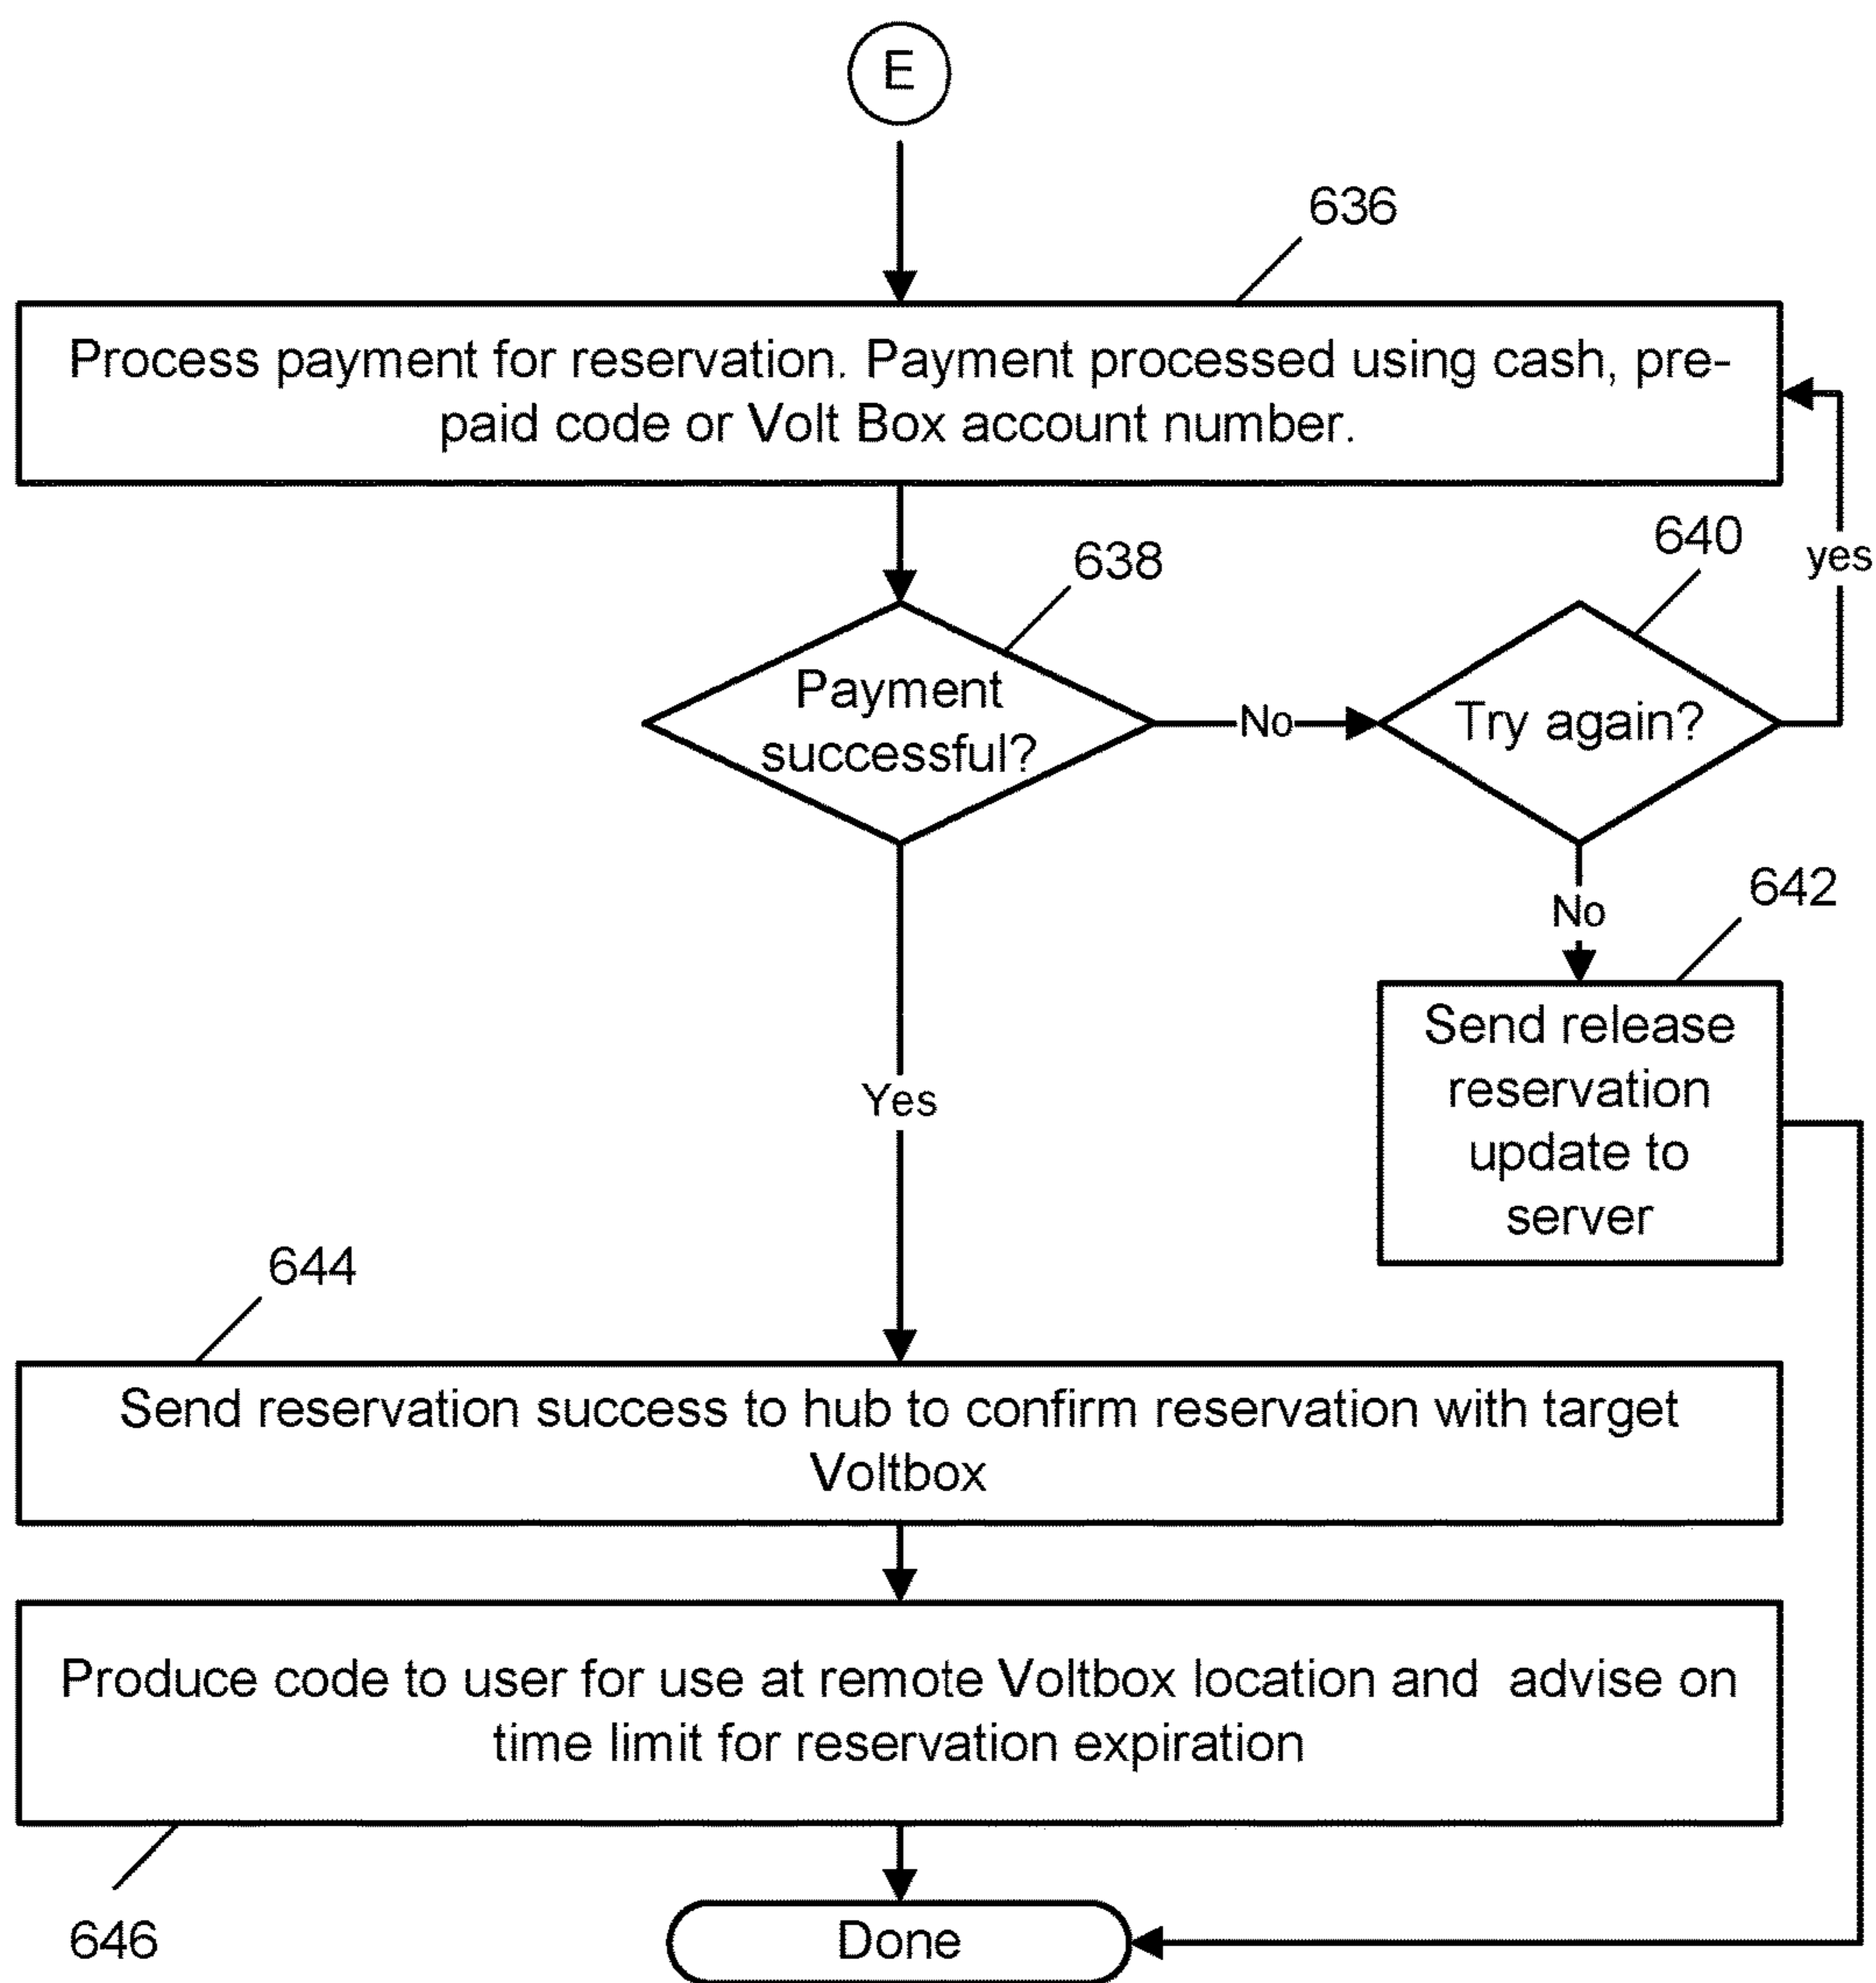 E
636
Process payment for reservation. Payment processed using cash, pre-
paid code or Volt Box account number.
638
640
yes
Payment
successful?
No
Try again?
No
642
Send release
reservation
update to
server
Yes
644
Send reservation success to hub to confirm reservation with target
Voltbox
Produce code to user for use at remote Voltbox location and  advise on
time limit for reservation expiration
646
Done